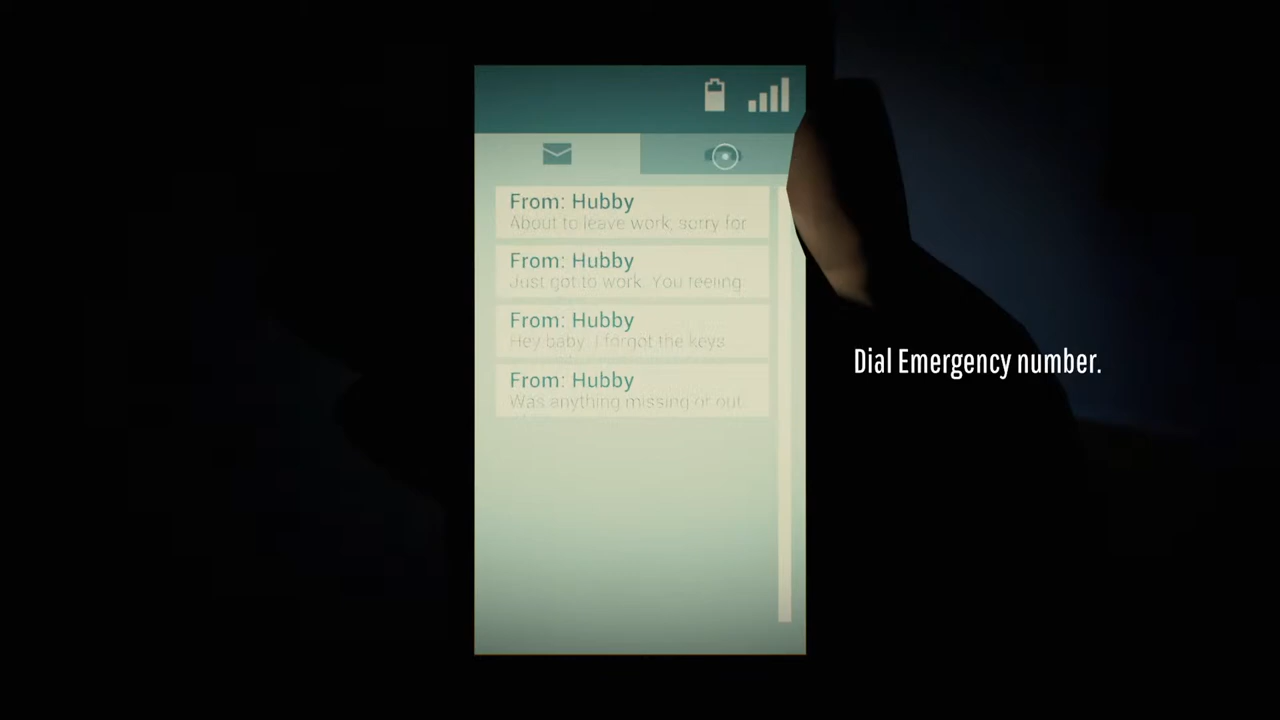 From: Hubby
About to leave work, sorry for
From: Hubby
Just got to work. You feeling
From: Hubby
Hey baby. I forgot the keys
From: Hubby
Was anything missing or out
Dial Emergency number.